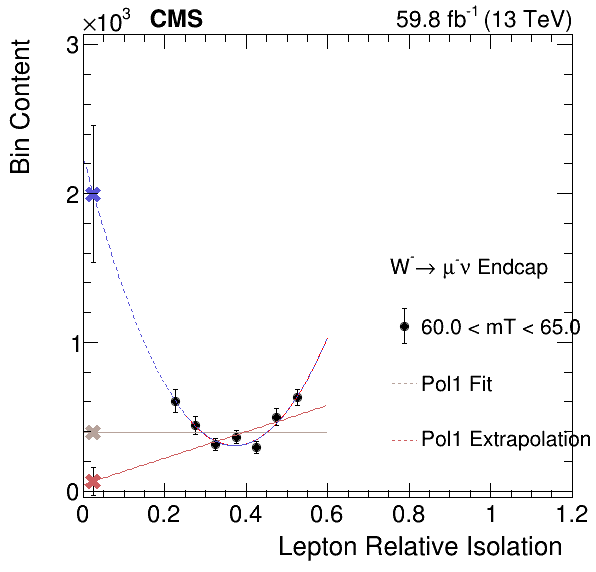 ×10³ CMS 59.8 fb⁻¹ (13 TeV)
Bin Content
3
2
1
0
W⁻→ μ⁻ν Endcap
60.0 < mT < 65.0
Pol1 Fit
Pol1 Extrapolation
0 0.2 0.4 0.6 0.8 1 1.2
Lepton Relative Isolation